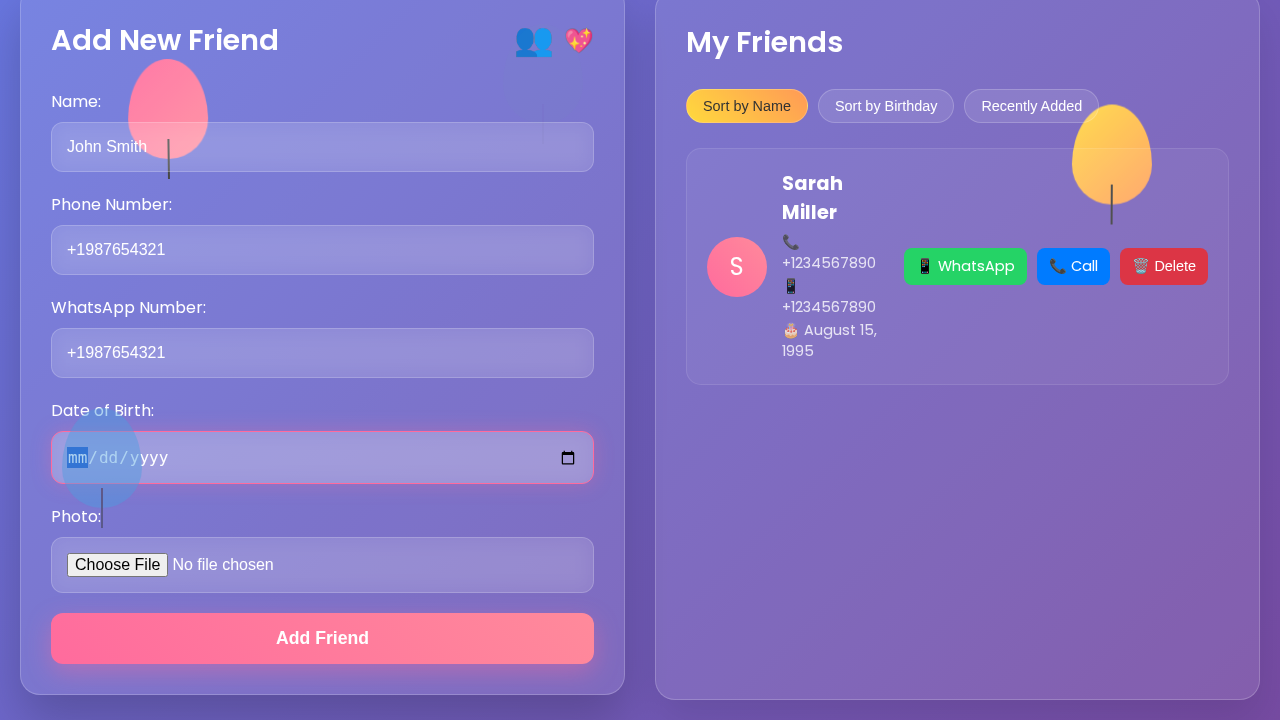 Add New Friend 👥 💖
Name:
John Smith
Phone Number:
+1987654321
WhatsApp Number:
+1987654321
Date of Birth:
mm/dd/yyyy
Photo:
Choose File No file chosen
Add Friend
My Friends
Sort by Name Sort by Birthday Recently Added
S
Sarah
Miller
📞
+1234567890
📱
+1234567890
🎂 August 15,
1995
📱 WhatsApp 📞 Call 🗑️ Delete